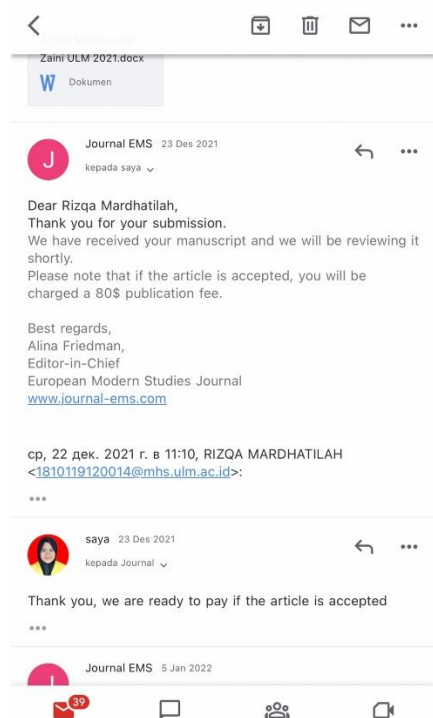 Zaini ULM 2021.docx
W Dokumen
J
Journal EMS 23 Des 2021
kepada saya
Dear Rizqa Mardhatilah,
Thank you for your submission.
We have received your manuscript and we will be reviewing it
shortly.
Please note that if the article is accepted, you will be
charged a 80$ publication fee.
Best regards,
Alina Friedman,
Editor-in-Chief
European Modern Studies Journal
www.journal-ems.com
ср, 22 дек. 2021 г. в 11:10, RIZQA MARDHATILAH
<1810119120014@mhs.ulm.ac.id>:
saya 23 Des 2021
kepada Journal
Thank you, we are ready to pay if the article is accepted
Journal EMS 5 Jan 2022
39